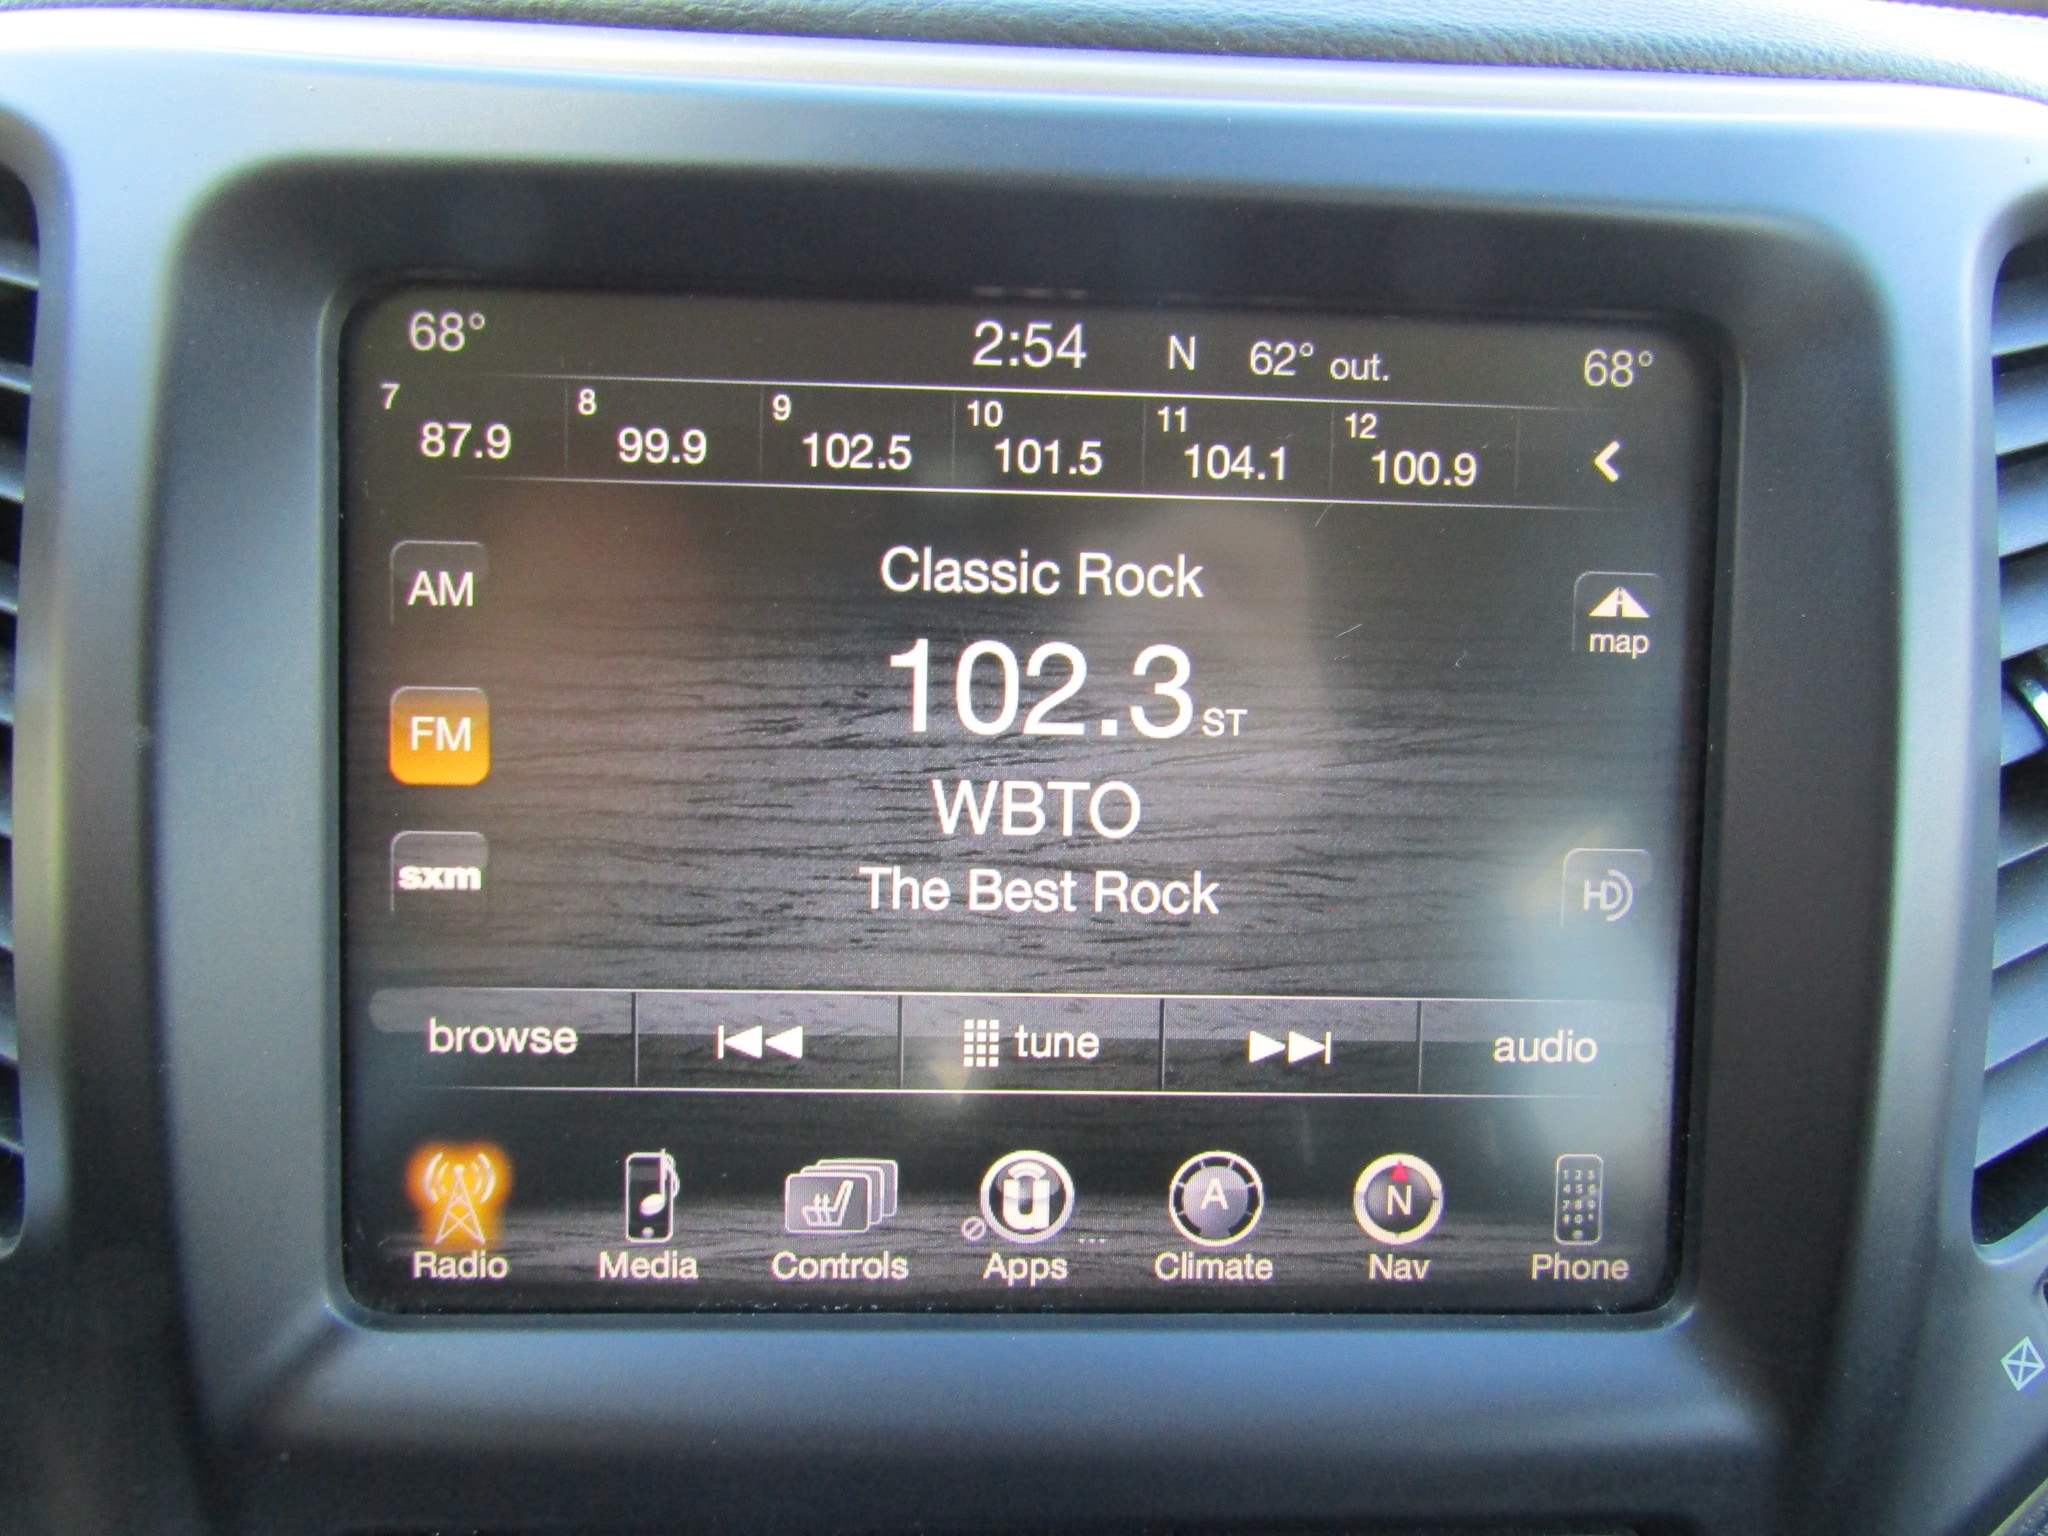 68° 2:54 N 62° out. 68°
7 8 9 10 11 12
87.9 99.9 102.5 101.5 104.1 100.9
AM
Classic Rock
map
102.3 ST
FM
WBTO
sxm
The Best Rock
HD
browse tune audio
A N
Radio Media Controls Apps ... Climate Nav Phone